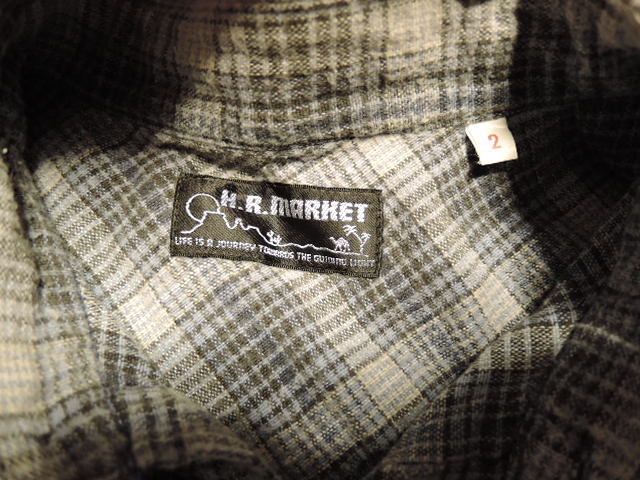 H.R.MARKET
LIFE IS A JOURNEY TOWARDS THE GUIDING LIGHT
2